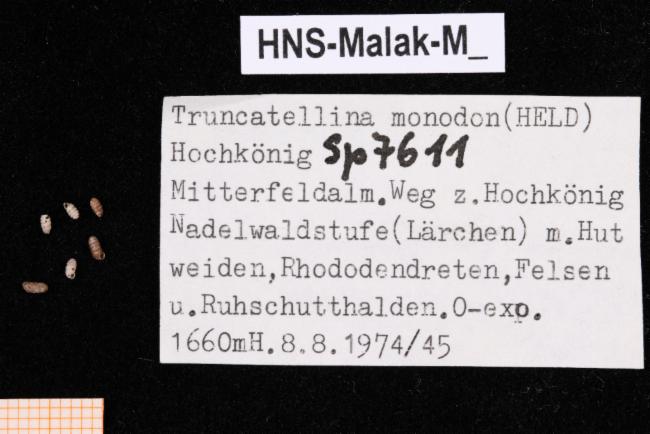 HNS-Malak-M_
Truncatellina monodon(HELD)
Hochkönig Sp7611
Mitterfeldalm.Weg z.Hochkönig
Nadelwaldstufe(Lärchen) m.Hut
weiden,Rhododendreten,Felsen
u.Ruhschutthalden.O-exp.
1660mH.8.8.1974/45